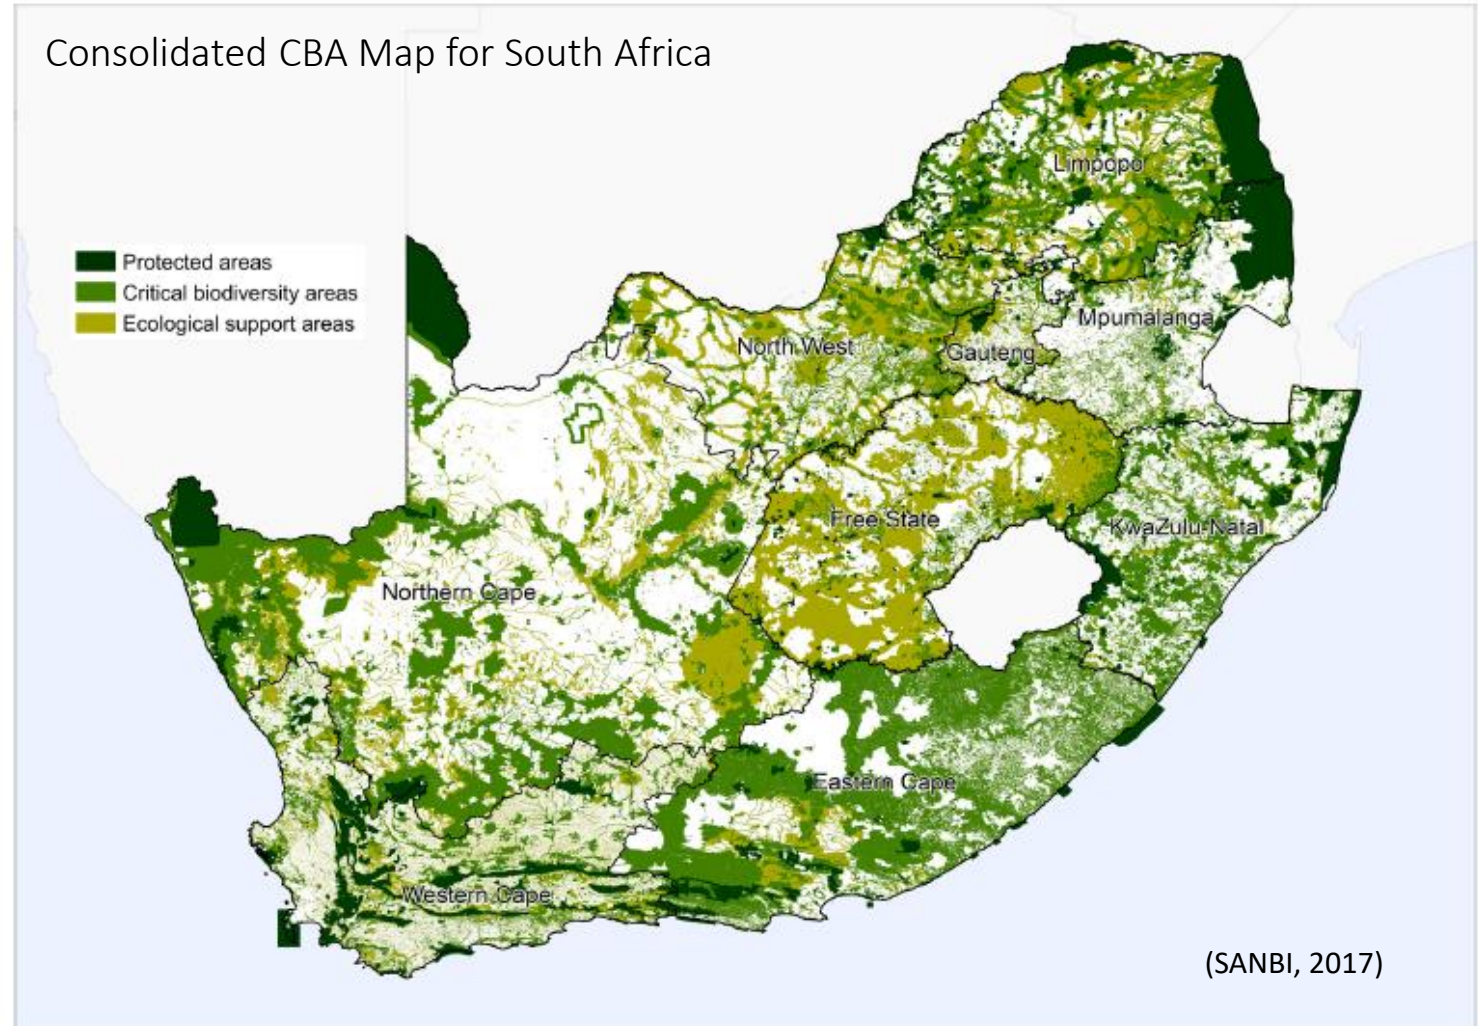 Consolidated CBA Map for South Africa
Limpopo
Protected areas
Critical biodiversity areas
Ecological support areas
Mpumalanga
North West
Gauteng
Free State
KwaZulu-Natal
Northern Cape
Eastern Cape
Western Cape
(SANBI, 2017)